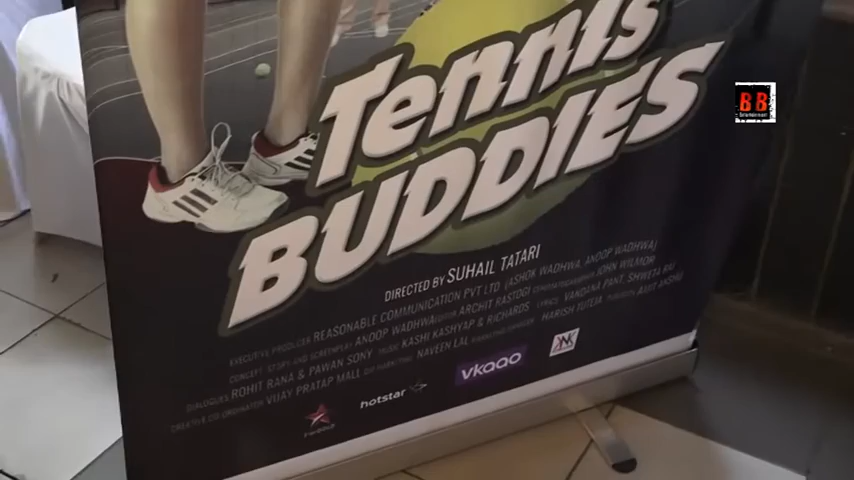 Tennis
BUDDIES
BB
DIRECTED BY SUHAIL TATARI
EXECUTIVE PRODUCER REASONABLE COMMUNICATION PVT LTD (ASHOK WADHWA, ANOOP WADHWA)
CONCEPT STORY AND SCREENPLAY ANOOP WADHWA EDITOR ARCHIT RASTOGI CINEMATOGRAPHER JOHN WILMOR
DIALOGUES ROHIT RANA & PAWAN SONY MUSIC KASHI KASHYAP & RICHARDS LYRICS VANDANA PANT, SHWETA RAJ
CREATIVE CO-ORDINATOR VIJAY PRATAP MALL NAVEEN LAL MARKETING HARISH TUTEJA
hotstar
vkaao